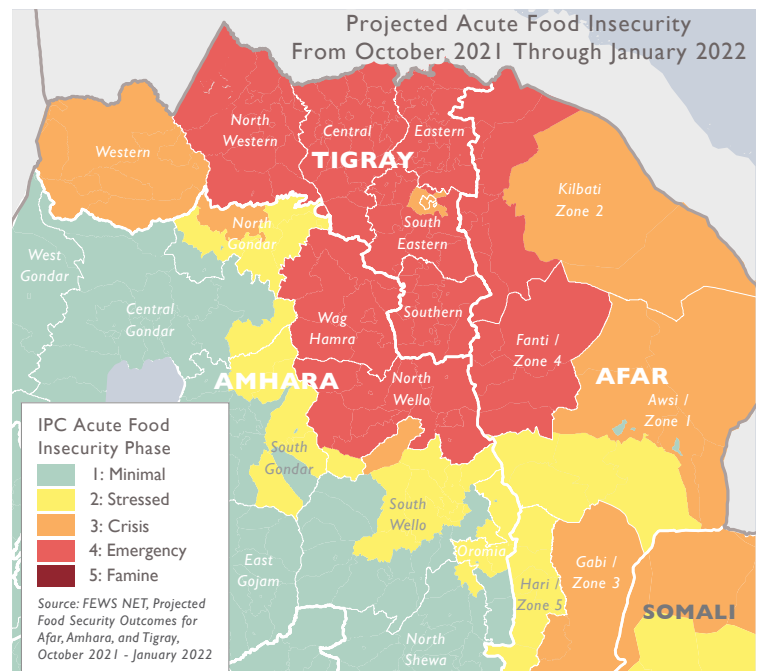 Projected Acute Food Insecurity
From October 2021 Through January 2022
North
Western
Central
Eastern
Western
TIGRAY
Kilbati
Zone 2
North
Gondar
South
Eastern
West
Gondar
Central
Gondar
Wag
Hamra
Southern
Fanti /
Zone 4
AMHARA
North
Wello
AFAR
Awsi /
Zone 1
IPC Acute Food
Insecurity Phase
1: Minimal
2: Stressed
3: Crisis
4: Emergency
5: Famine
Source: FEWS NET, Projected
Food Security Outcomes for
Afar, Amhara, and Tigray,
October 2021 - January 2022
South
Gondar
South
Wello
Oromia
East
Gojam
Hari /
Zone 5
Gabi /
Zone 3
SOMALI
North
Shewa